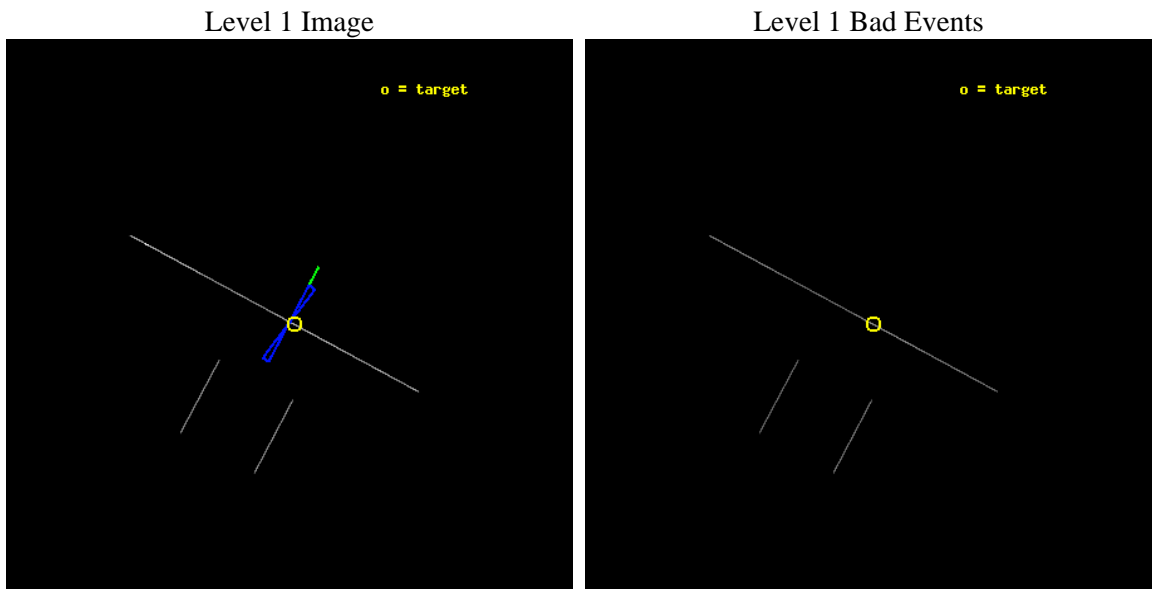 Level 1 Image
Level 1 Bad Events
o = target
o = target